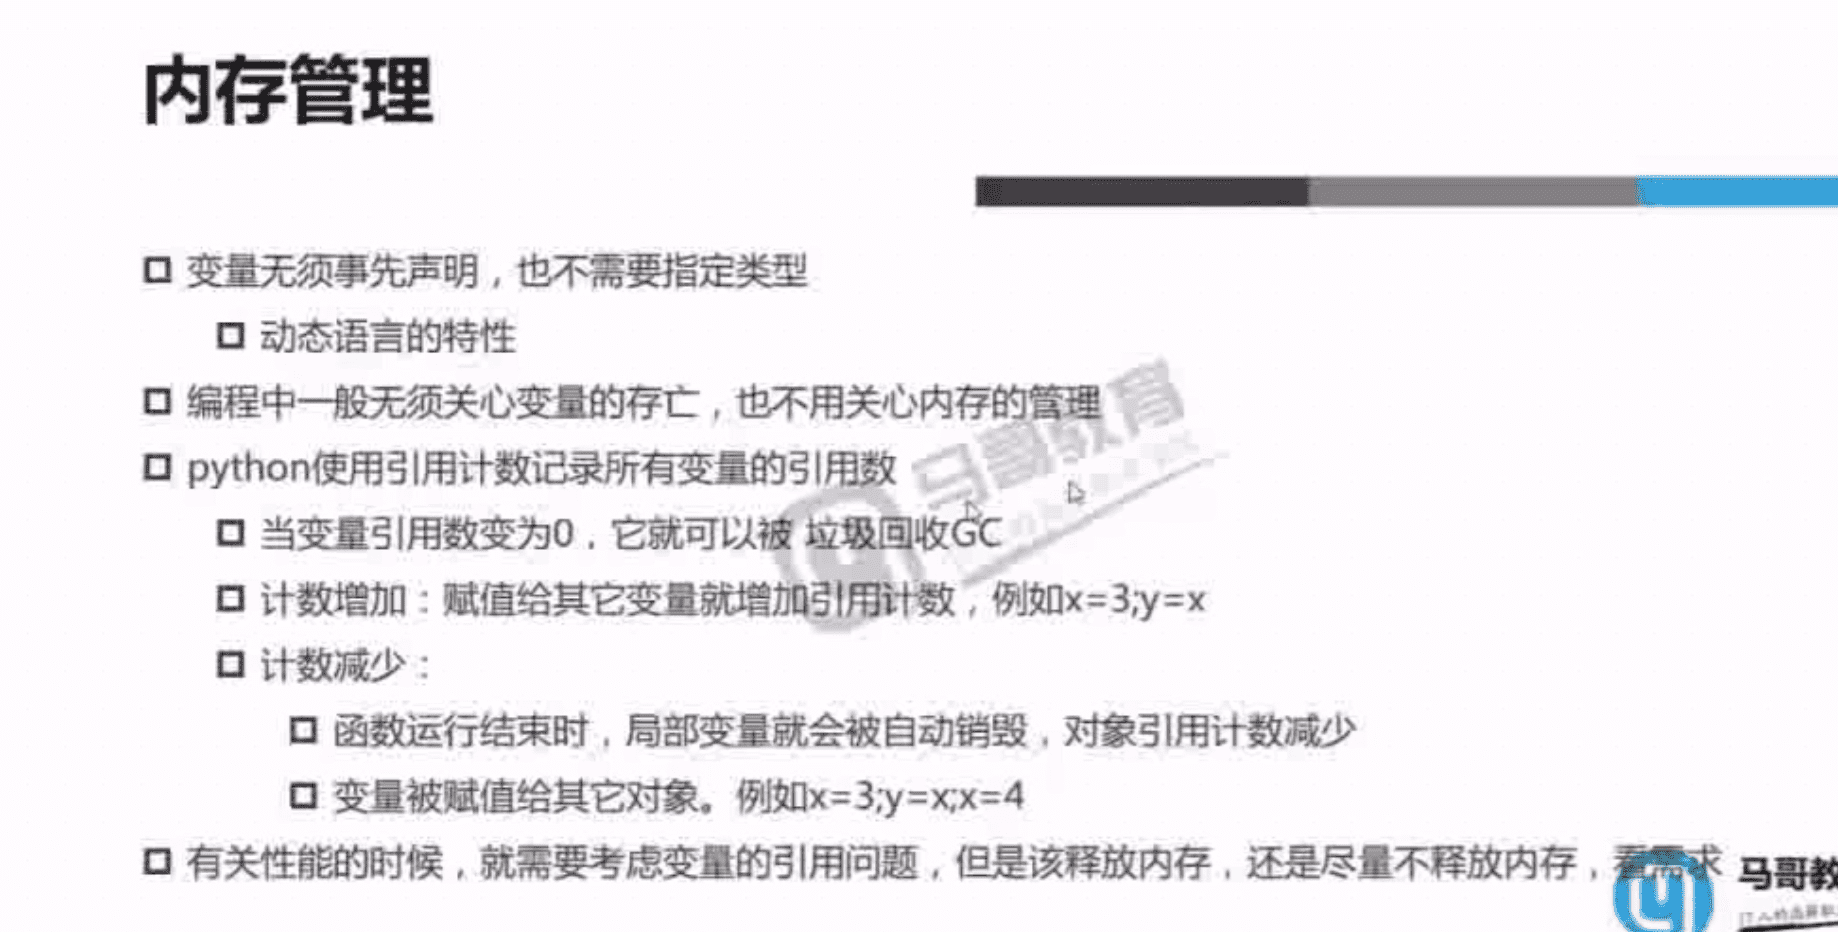 内存管理
变量无须事先声明，也不需要指定类型
动态语言的特性
编程中一般无须关心变量的存亡，也不用关心内存的管理
python使用引用计数记录所有变量的引用数
当变量引用数变为0，它就可以被 垃圾回收GC
计数增加：赋值给其它变量就增加引用计数，例如x=3;y=x
计数减少：
函数运行结束时，局部变量就会被自动销毁，对象引用计数减少
变量被赋值给其它对象。例如x=3;y=x;x=4
有关性能的时候，就需要考虑变量的引用问题，但是该释放内存，还是尽量不释放内存，看需求
马哥教育
马哥教